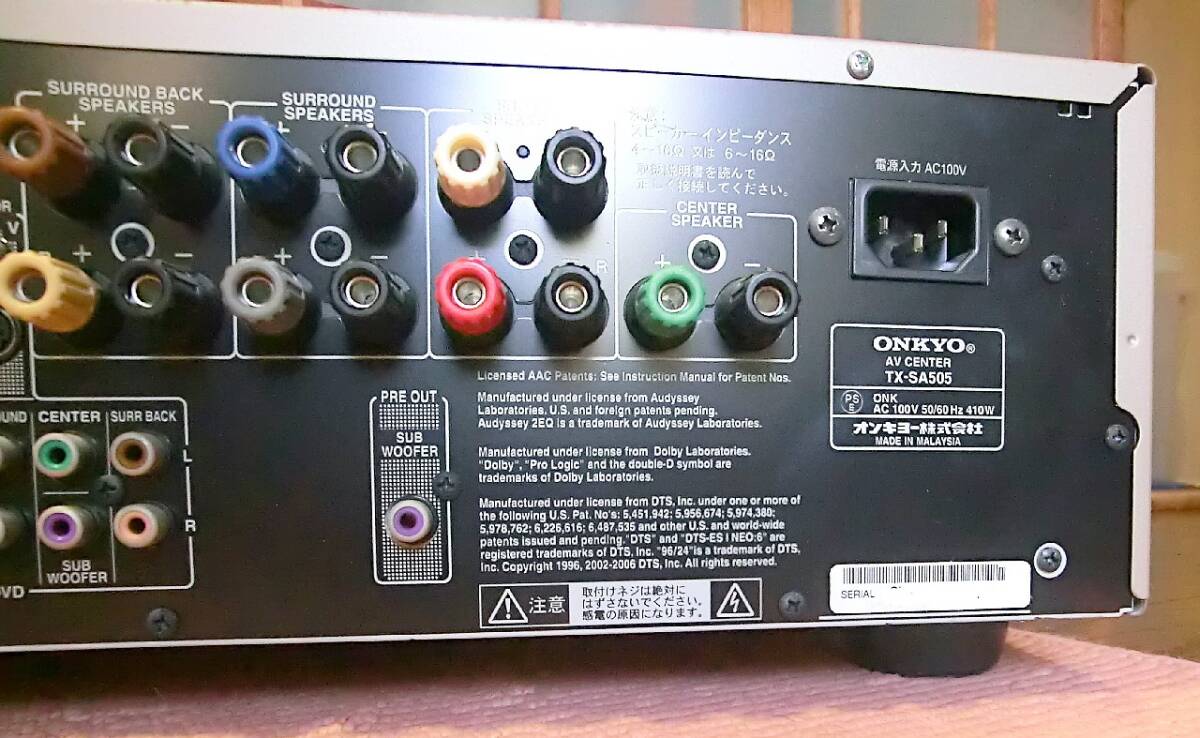 SURROUND BACK
SPEAKERS
SURROUND
SPEAKERS
スピーカーインピーダンス
4～16Ω 又は 6～16Ω
取扱説明書を読んで
正しく接続してください。
電源入力 AC100V
CENTER
SPEAKER
+ −
+ −
R
V
ONKYO®
AV CENTER
TX-SA505
PS
E
ONK
AC 100V 50/60 Hz 410W
オンキヨー株式会社
MADE IN MALAYSIA
Licensed AAC Patents: See Instruction Manual for Patent Nos.
Manufactured under license from Audyssey
Laboratories. U.S. and foreign patents pending.
Audyssey 2EQ is a trademark of Audyssey Laboratories.
Manufactured under license from Dolby Laboratories.
"Dolby", "Pro Logic" and the double-D symbol are
trademarks of Dolby Laboratories.
Manufactured under license from DTS, Inc. under one or more of
the following U.S. Pat. No's: 5,451,942; 5,956,674; 5,974,380;
5,978,762; 6,226,616; 6,487,535 and other U.S. and world-wide
patents issued and pending."DTS" and "DTS-ES I NEO:6" are
registered trademarks of DTS, Inc. "96/24"is a trademark of DTS,
Inc. Copyright 1996, 2002-2006 DTS, Inc. All rights reserved.
PRE OUT
SUB
WOOFER
CENTER
SURR BACK
L
R
SUB
WOOFER
注意
取付けネジは絶対に
はずさないでください。
感電の原因になります。
SERIAL